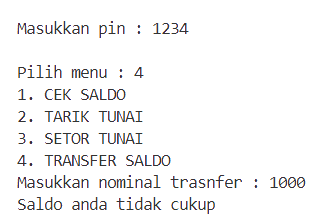 Masukkan pin : 1234
Pilih menu : 4
1. CEK SALDO
2. TARIK TUNAI
3. SETOR TUNAI
4. TRANSFER SALDO
Masukkan nominal trasnfer : 1000
Saldo anda tidak cukup